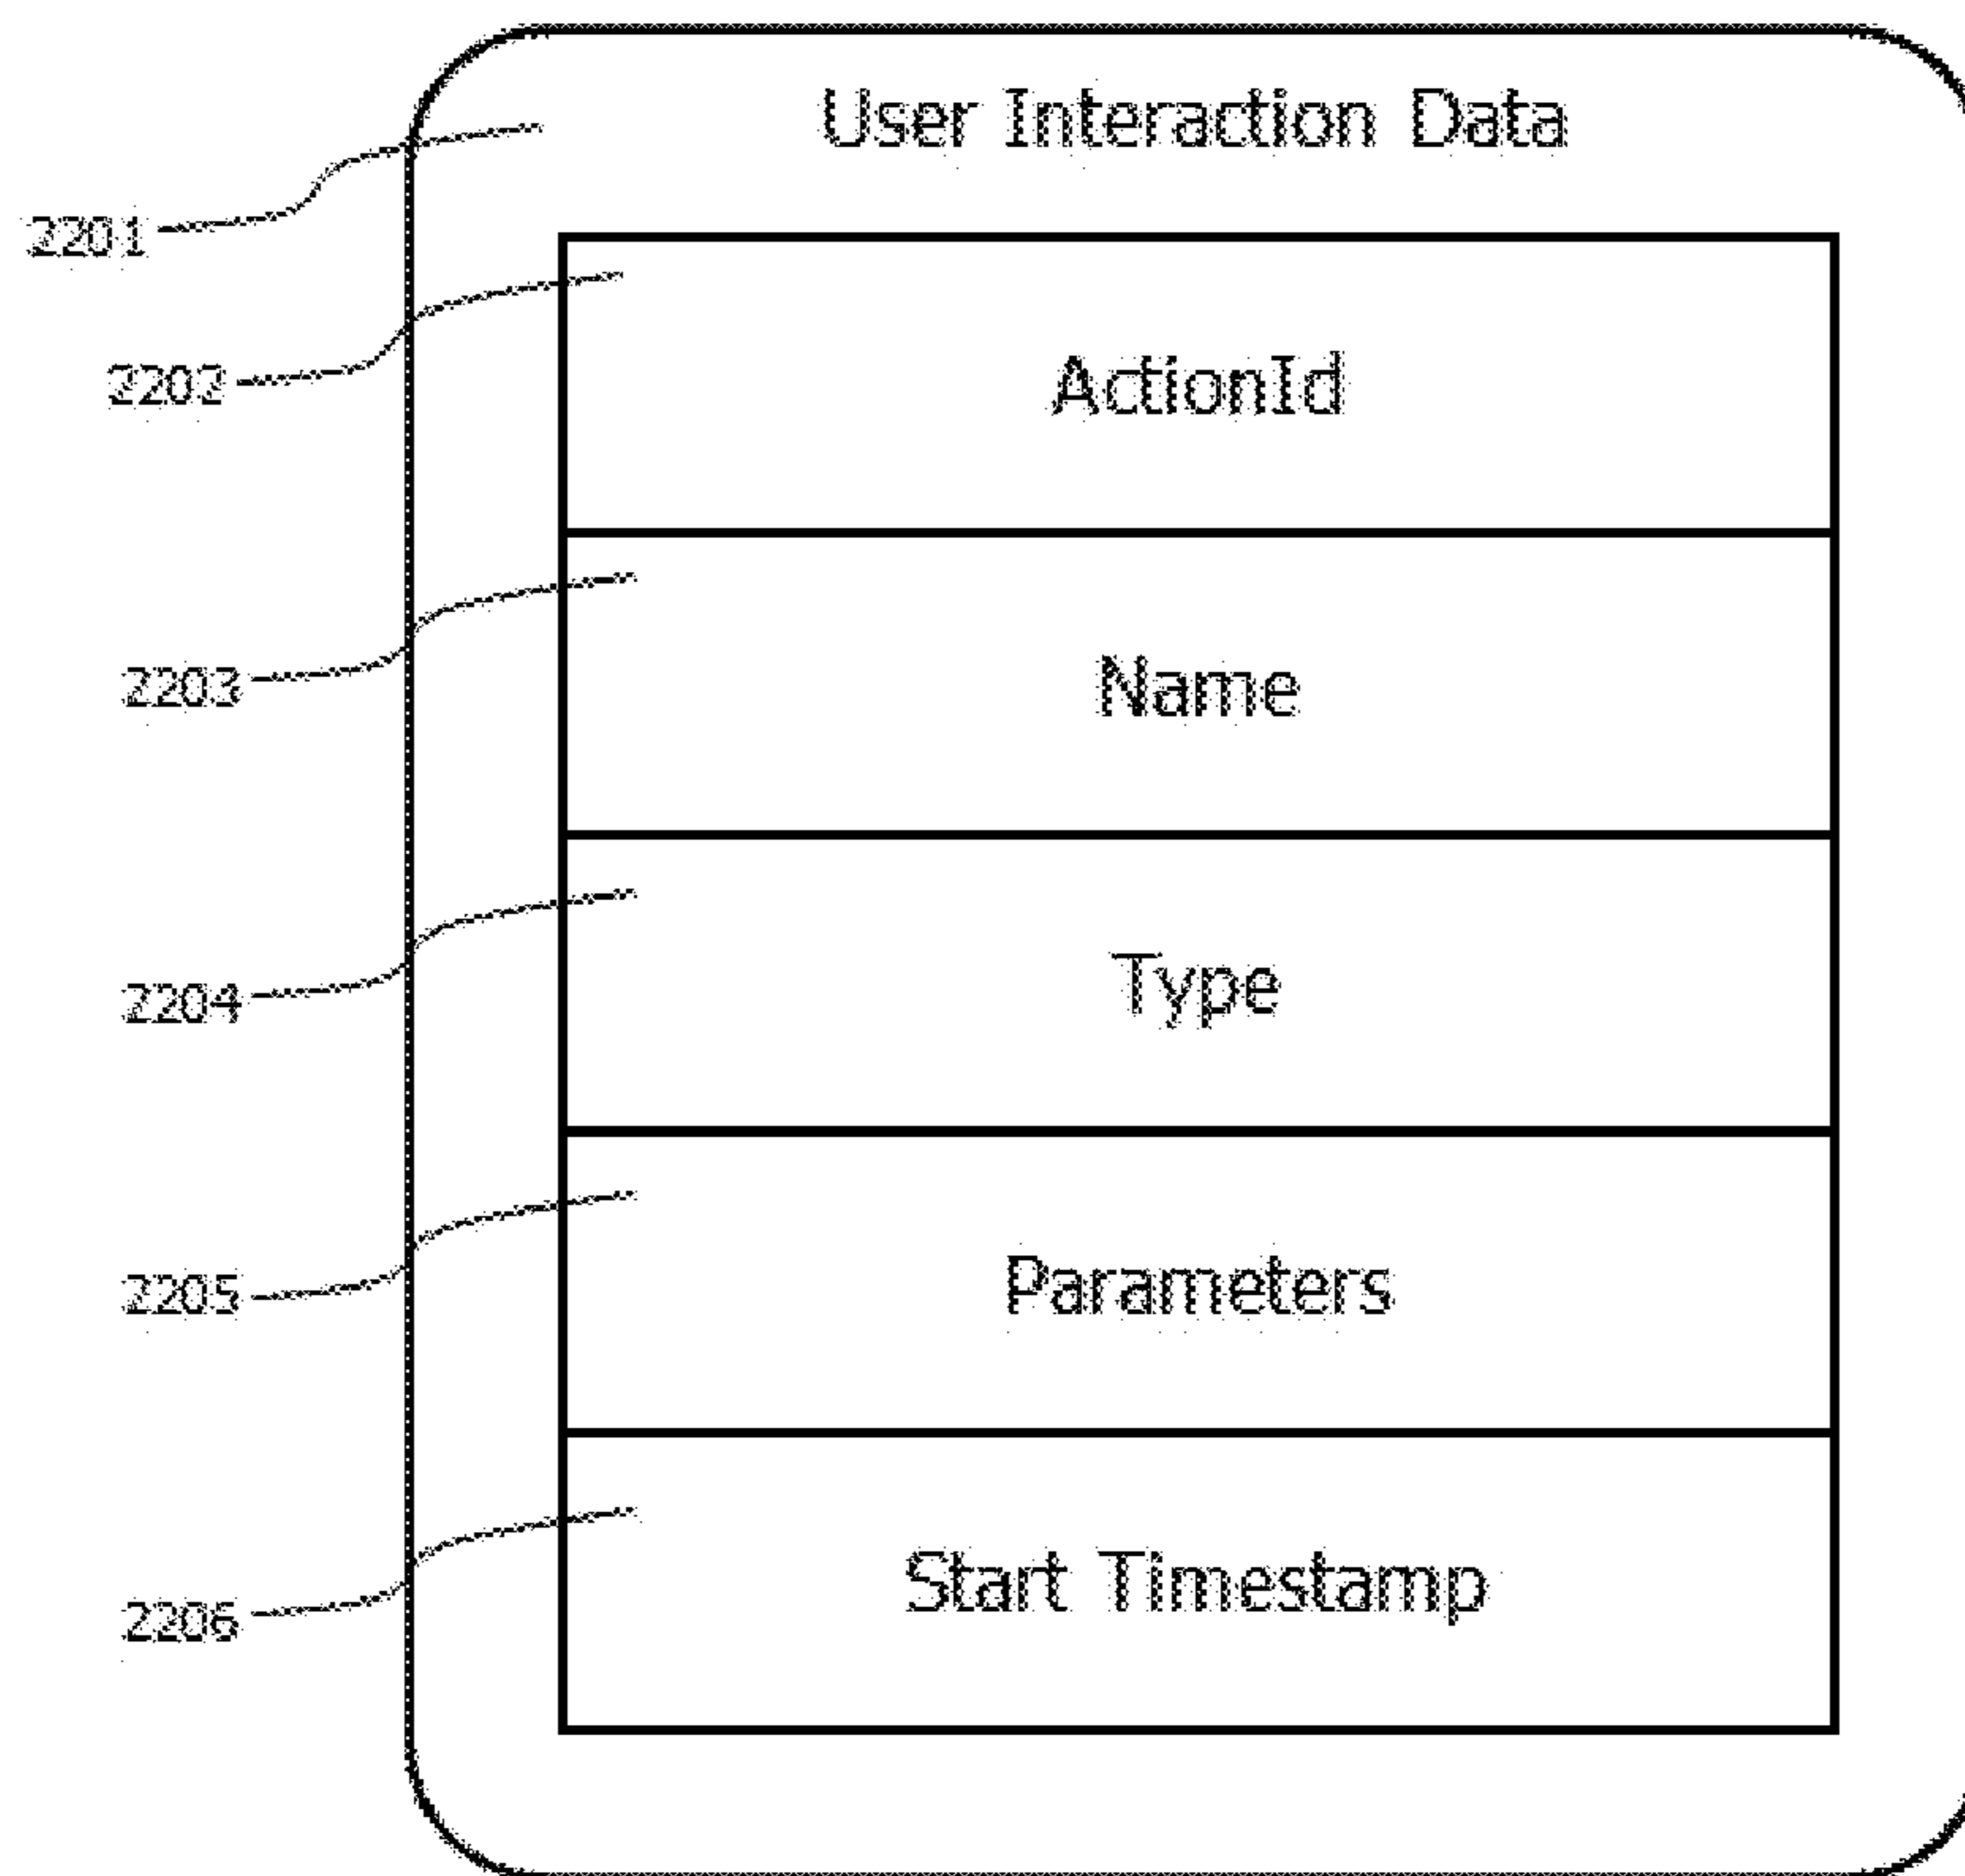 User Interaction Data
2201
2202
ActionId
2203
Name
2204
Type
2205
Parameters
2206
Start Timestamp